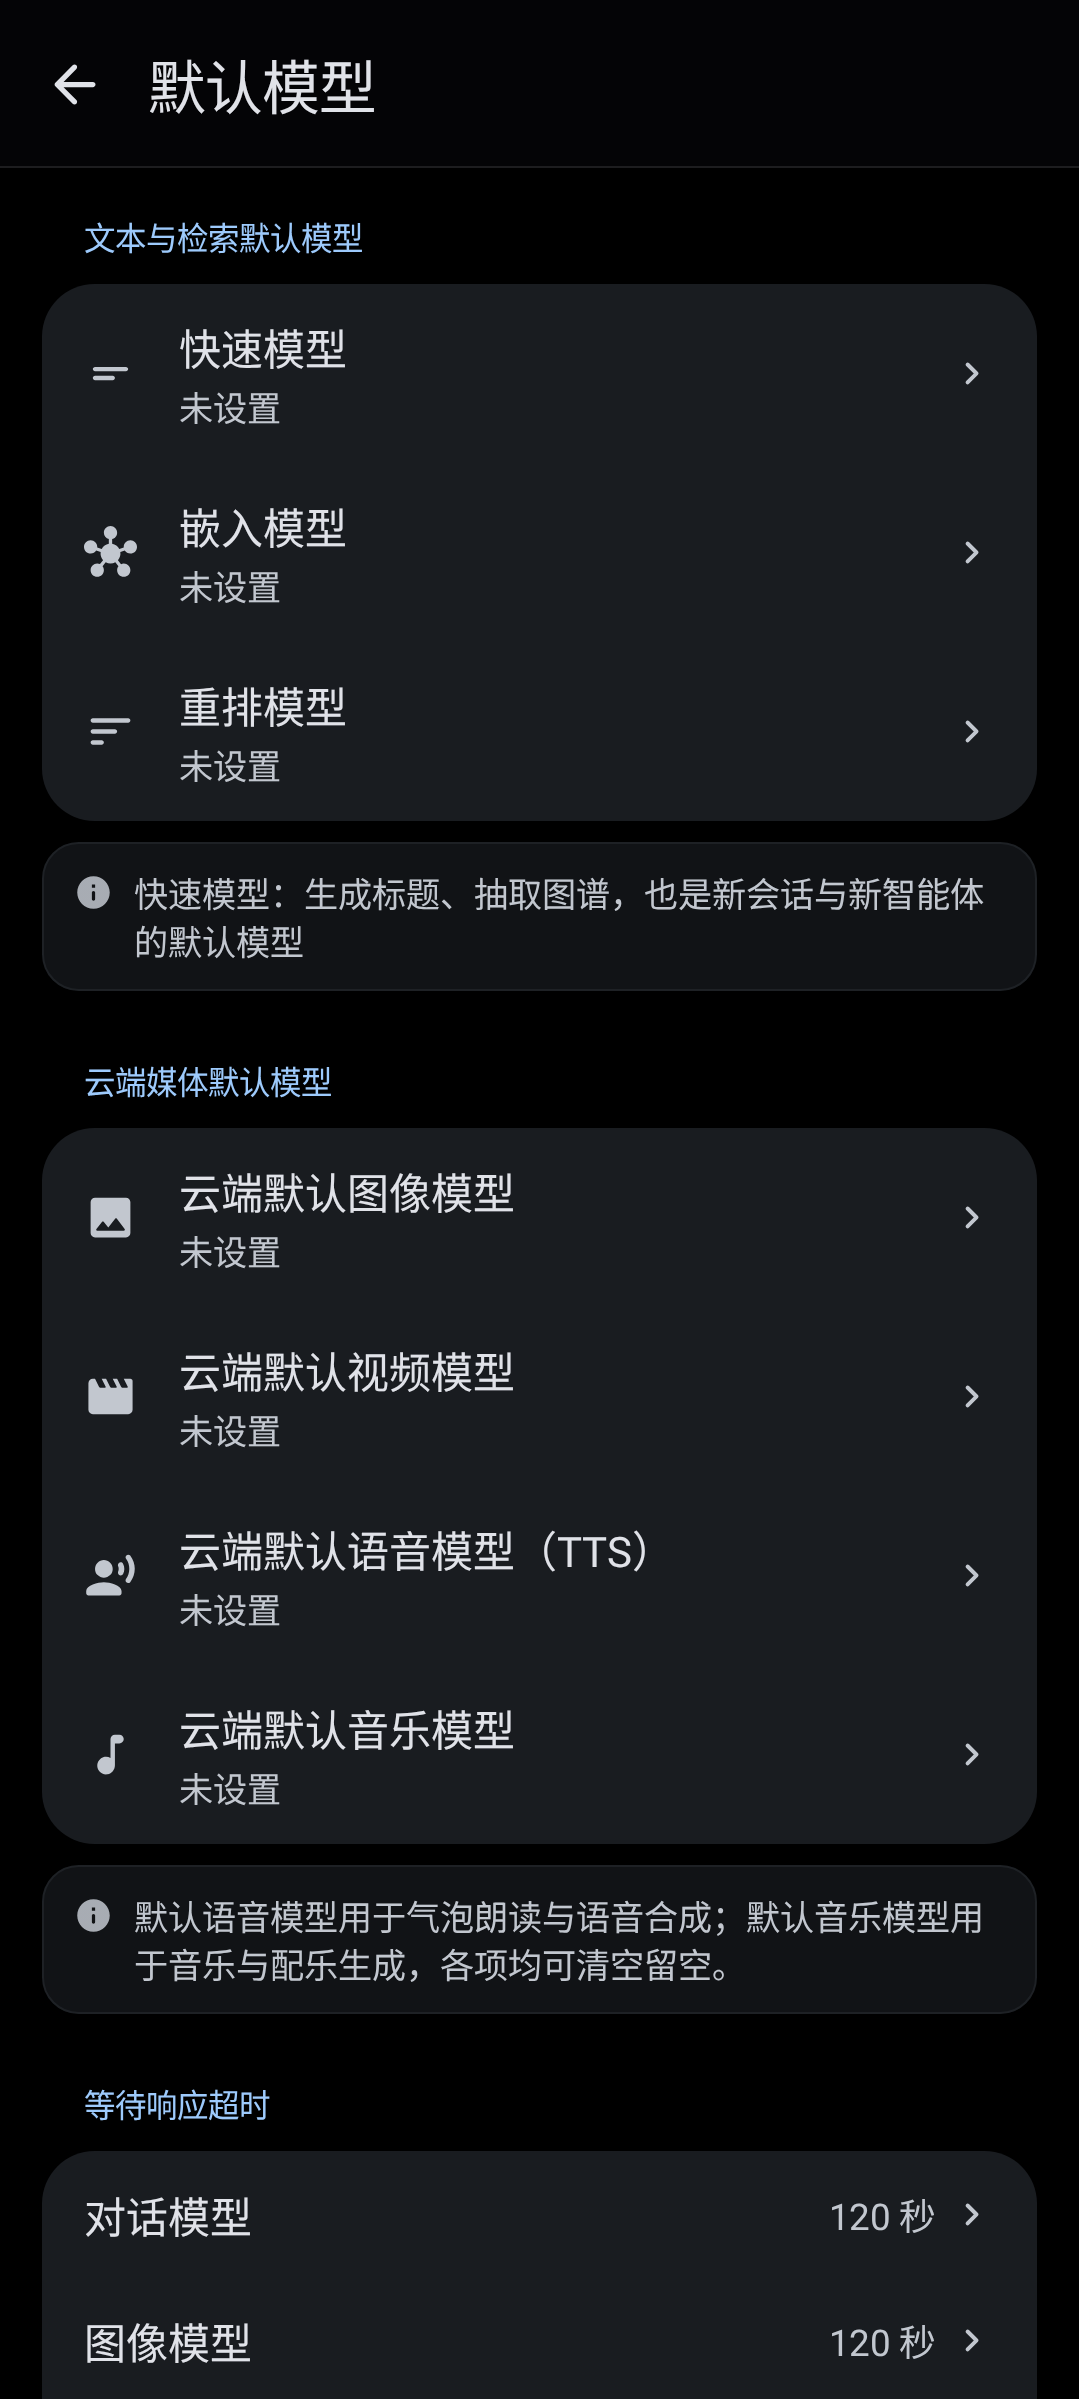 默认模型
文本与检索默认模型
快速模型
未设置
嵌入模型
未设置
重排模型
未设置
快速模型：生成标题、抽取图谱，也是新会话与新智能体
的默认模型
云端媒体默认模型
云端默认图像模型
未设置
云端默认视频模型
未设置
云端默认语音模型（TTS）
未设置
云端默认音乐模型
未设置
默认语音模型用于气泡朗读与语音合成；默认音乐模型用
于音乐与配乐生成，各项均可清空留空。
等待响应超时
对话模型 120 秒
图像模型 120 秒